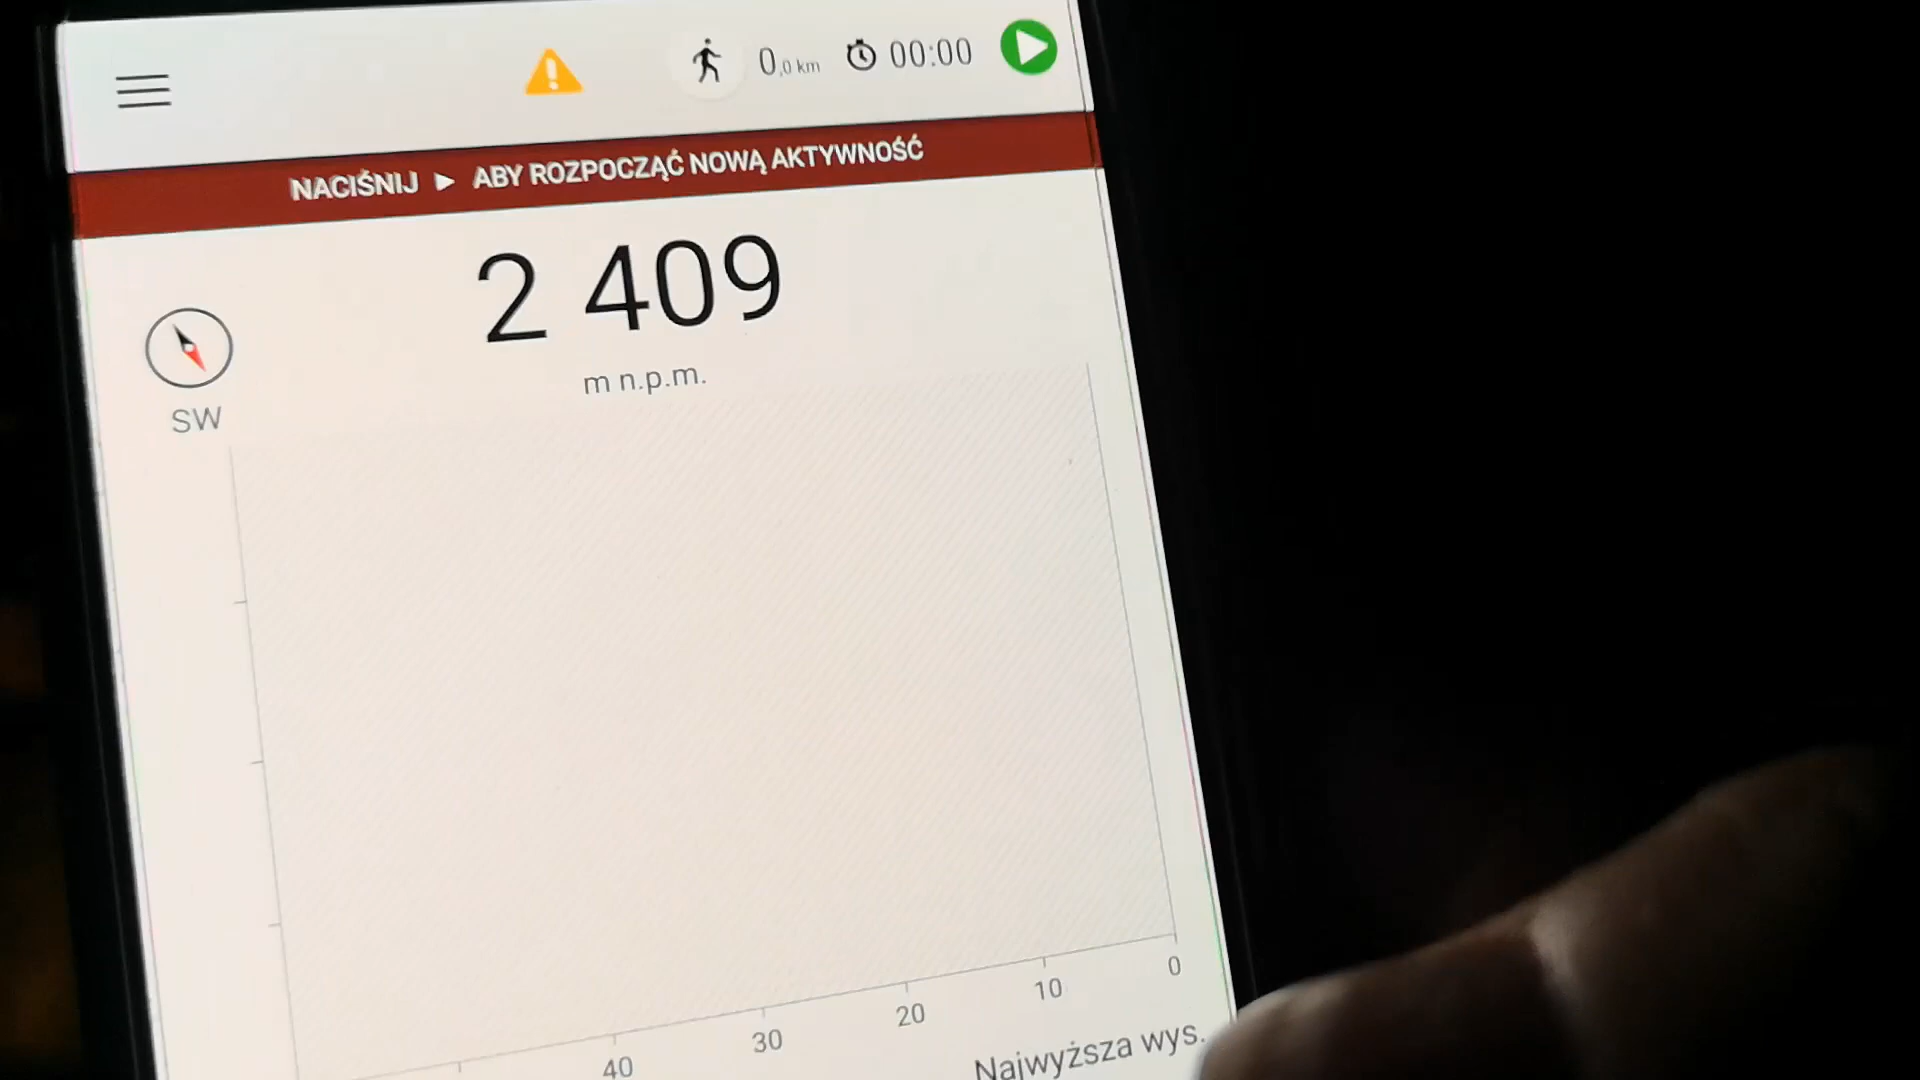 0,0 km 00:00
NACIŚNIJ ► ABY ROZPOCZĄĆ NOWĄ AKTYWNOŚĆ
2 409
m n.p.m.
SW
40 30 20 10 0
Najwyższa wys.